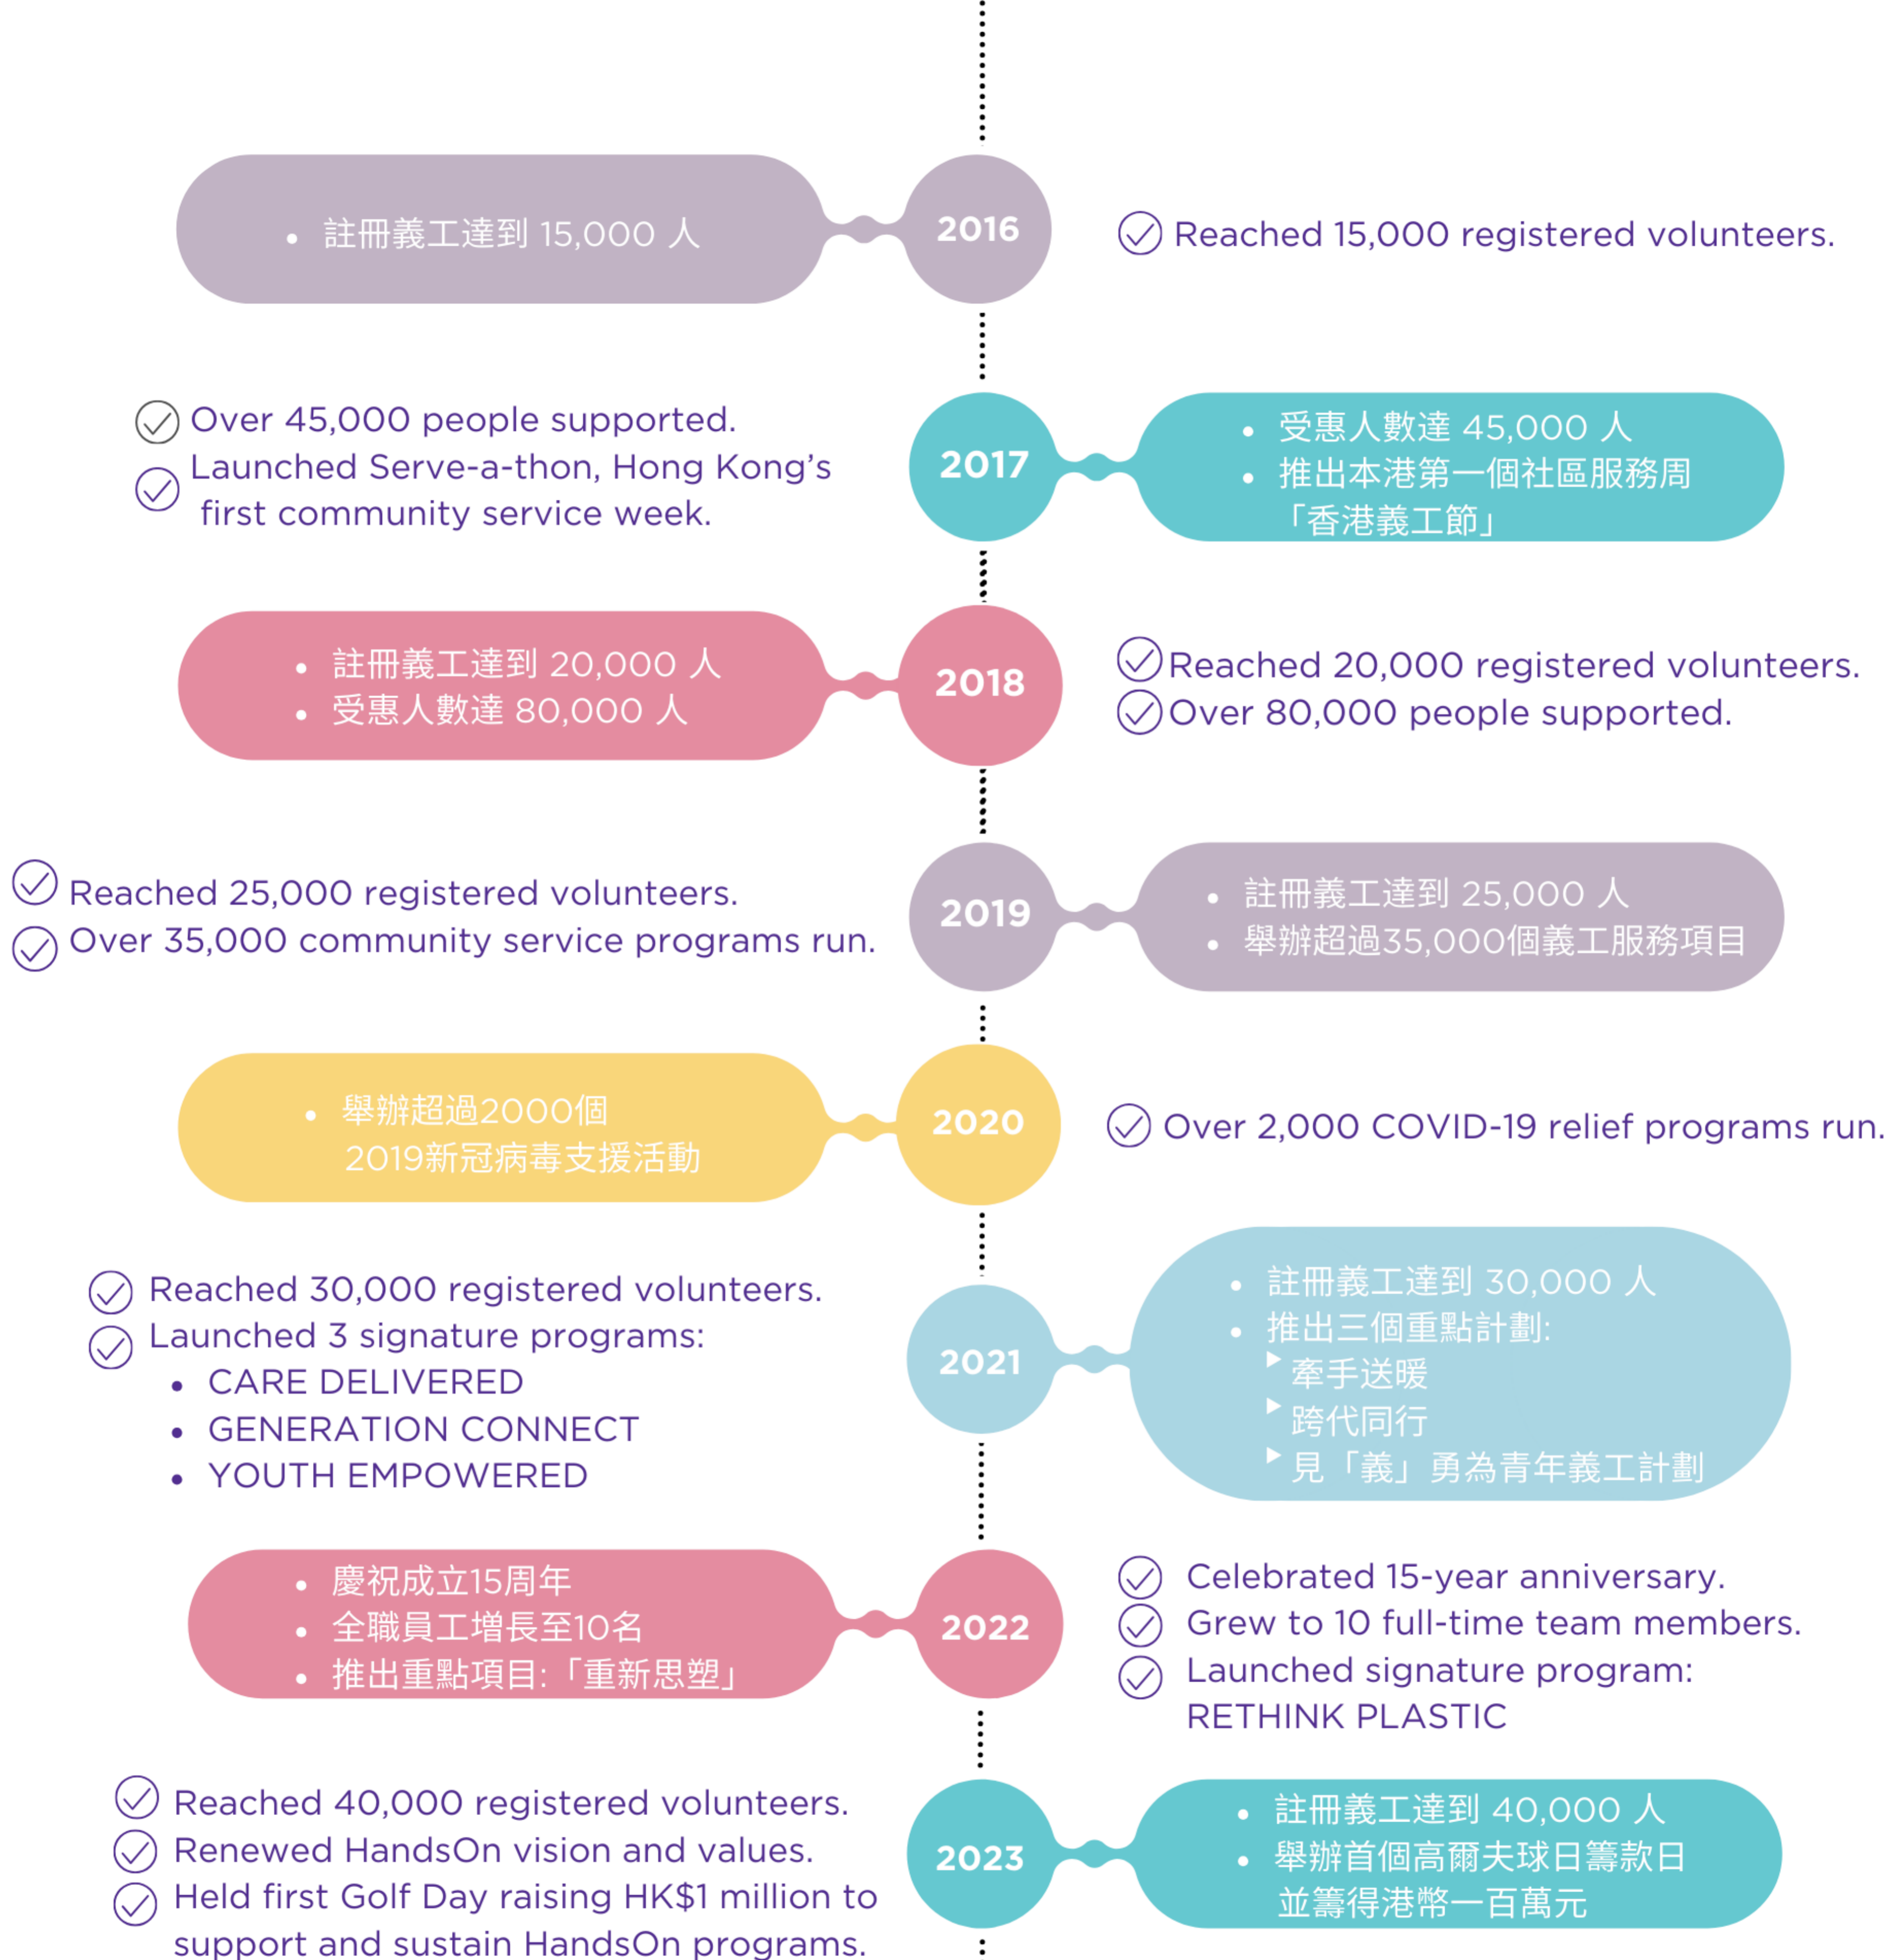 註冊義工達到 15,000 人
2016
Reached 15,000 registered volunteers.
Over 45,000 people supported.
Launched Serve-a-thon, Hong Kong’s
first community service week.
2017
受惠人數達 45,000 人
推出本港第一個社區服務周
「香港義工節」
註冊義工達到 20,000 人
受惠人數達 80,000 人
2018
Reached 20,000 registered volunteers.
Over 80,000 people supported.
Reached 25,000 registered volunteers.
Over 35,000 community service programs run.
2019
註冊義工達到 25,000 人
舉辦超過35,000個義工服務項目
舉辦超過2000個
2019新冠病毒支援活動
2020
Over 2,000 COVID-19 relief programs run.
Reached 30,000 registered volunteers.
Launched 3 signature programs:
CARE DELIVERED
GENERATION CONNECT
YOUTH EMPOWERED
2021
註冊義工達到 30,000 人
推出三個重點計劃:
牽手送暖
跨代同行
見「義」勇為青年義工計劃
慶祝成立15周年
全職員工增長至10名
推出重點項目:「重新思塑」
2022
Celebrated 15-year anniversary.
Grew to 10 full-time team members.
Launched signature program:
RETHINK PLASTIC
Reached 40,000 registered volunteers.
Renewed HandsOn vision and values.
Held first Golf Day raising HK$1 million to
support and sustain HandsOn programs.
2023
註冊義工達到 40,000 人
舉辦首個高爾夫球日籌款日
並籌得港幣一百萬元